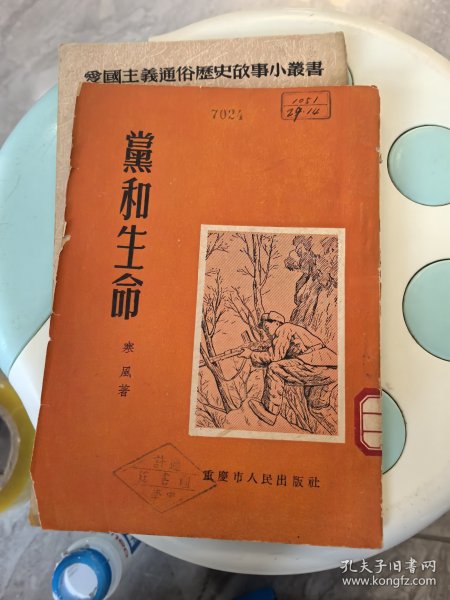 愛國主義通俗歷史故事小叢書
7024
1051
29.14
黨和生命
寒風著
重慶市人民出版社
孔夫子旧书网
www.kongfz.com